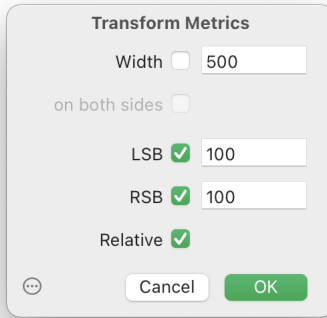 Transform Metrics
Width 500
on both sides
LSB 100
RSB 100
Relative
Cancel OK